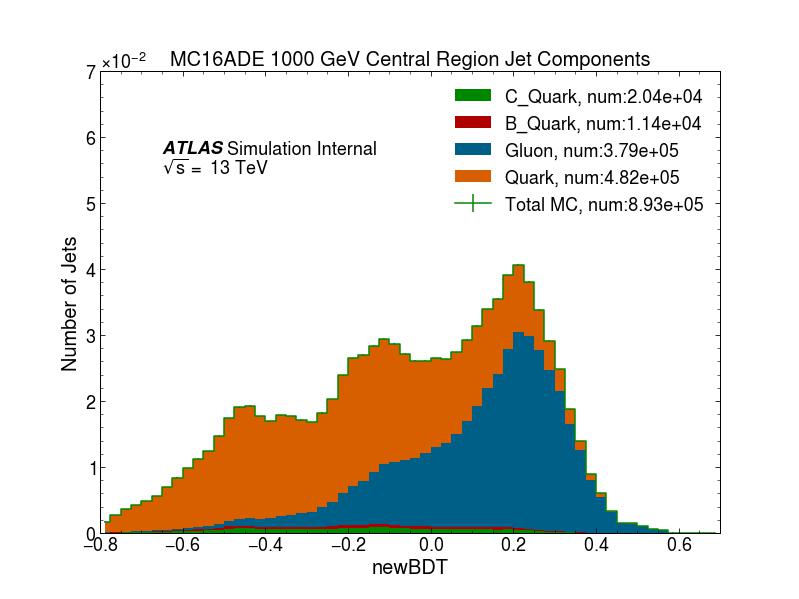 ×10⁻² MC16ADE 1000 GeV Central Region Jet Components
7
C_Quark, num:2.04e+04
B_Quark, num:1.14e+04
6
ATLAS Simulation Internal
Gluon, num:3.79e+05
√s = 13 TeV
Quark, num:4.82e+05
5
Total MC, num:8.93e+05
4
3
2
1
0
Number of Jets
−0.8 −0.6 −0.4 −0.2 0.0 0.2 0.4 0.6
newBDT